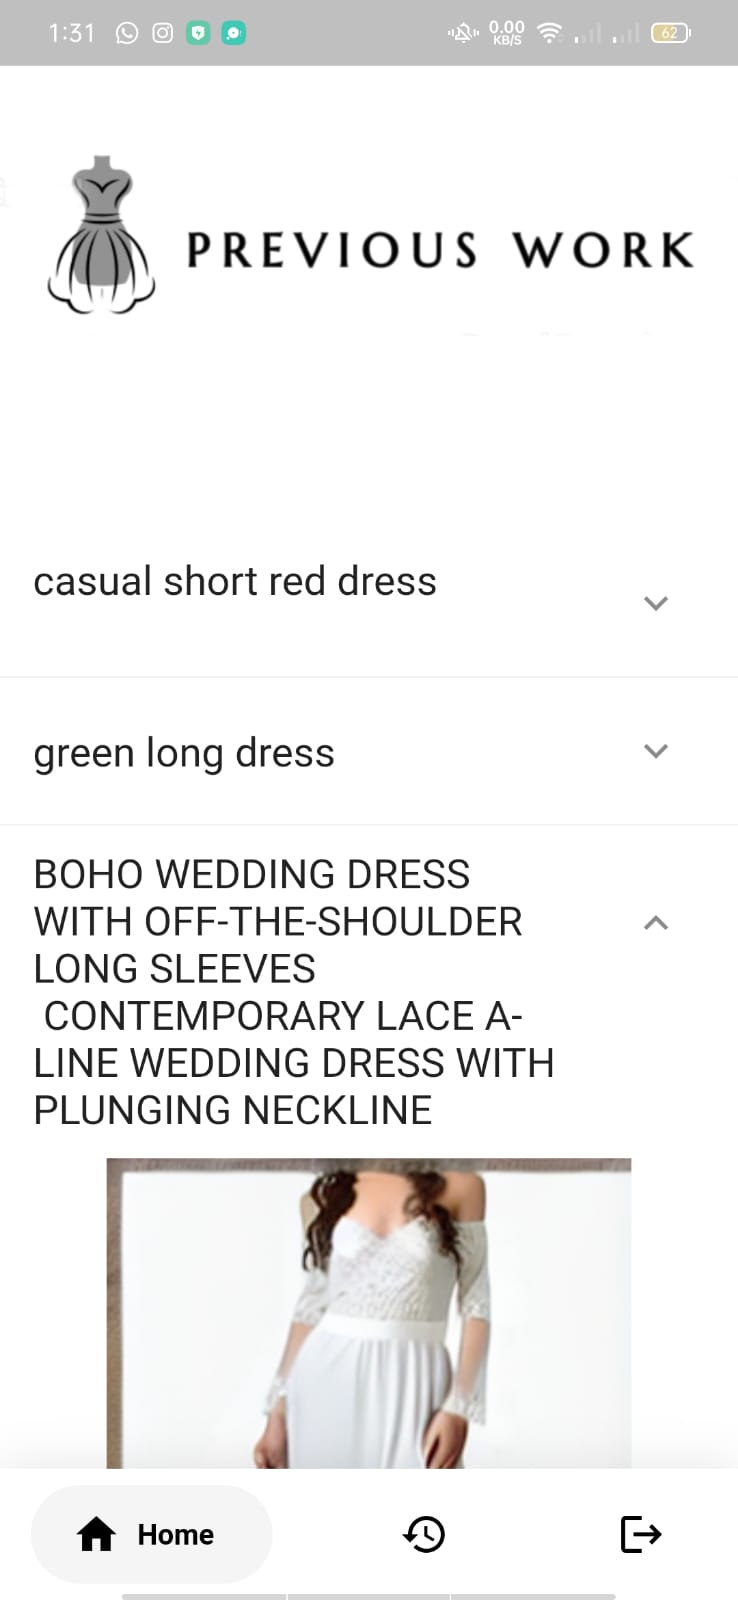 1:31
0.00
KB/S
62
PREVIOUS WORK
casual short red dress
green long dress
BOHO WEDDING DRESS
WITH OFF-THE-SHOULDER
LONG SLEEVES
CONTEMPORARY LACE A-
LINE WEDDING DRESS WITH
PLUNGING NECKLINE
Home